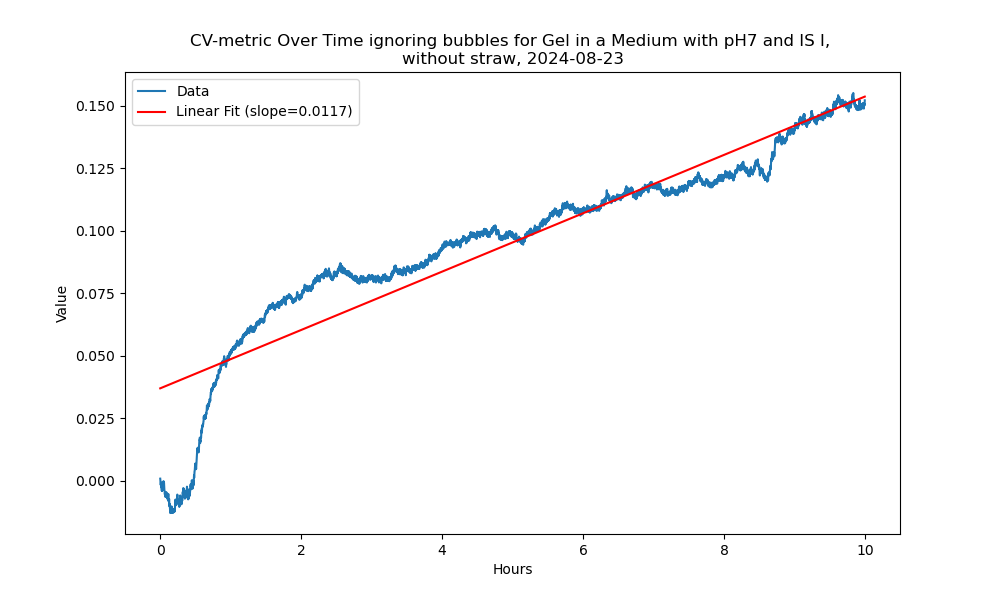 CV-metric Over Time ignoring bubbles for Gel in a Medium with pH7 and IS I,
without straw, 2024-08-23
Data
Linear Fit (slope=0.0117)
0.150
0.125
0.100
0.075
0.050
0.025
0.000
Value
0 2 4 6 8 10
Hours